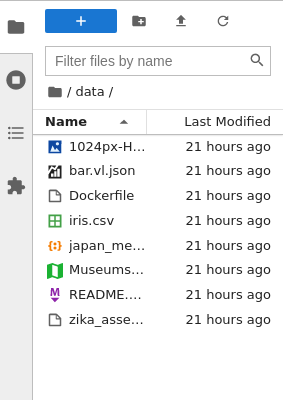 Filter files by name
/ data /
Name Last Modified
1024px-H... 21 hours ago
bar.vl.json 21 hours ago
Dockerfile 21 hours ago
iris.csv 21 hours ago
japan_me... 21 hours ago
Museums... 21 hours ago
README.... 21 hours ago
zika_asse... 21 hours ago